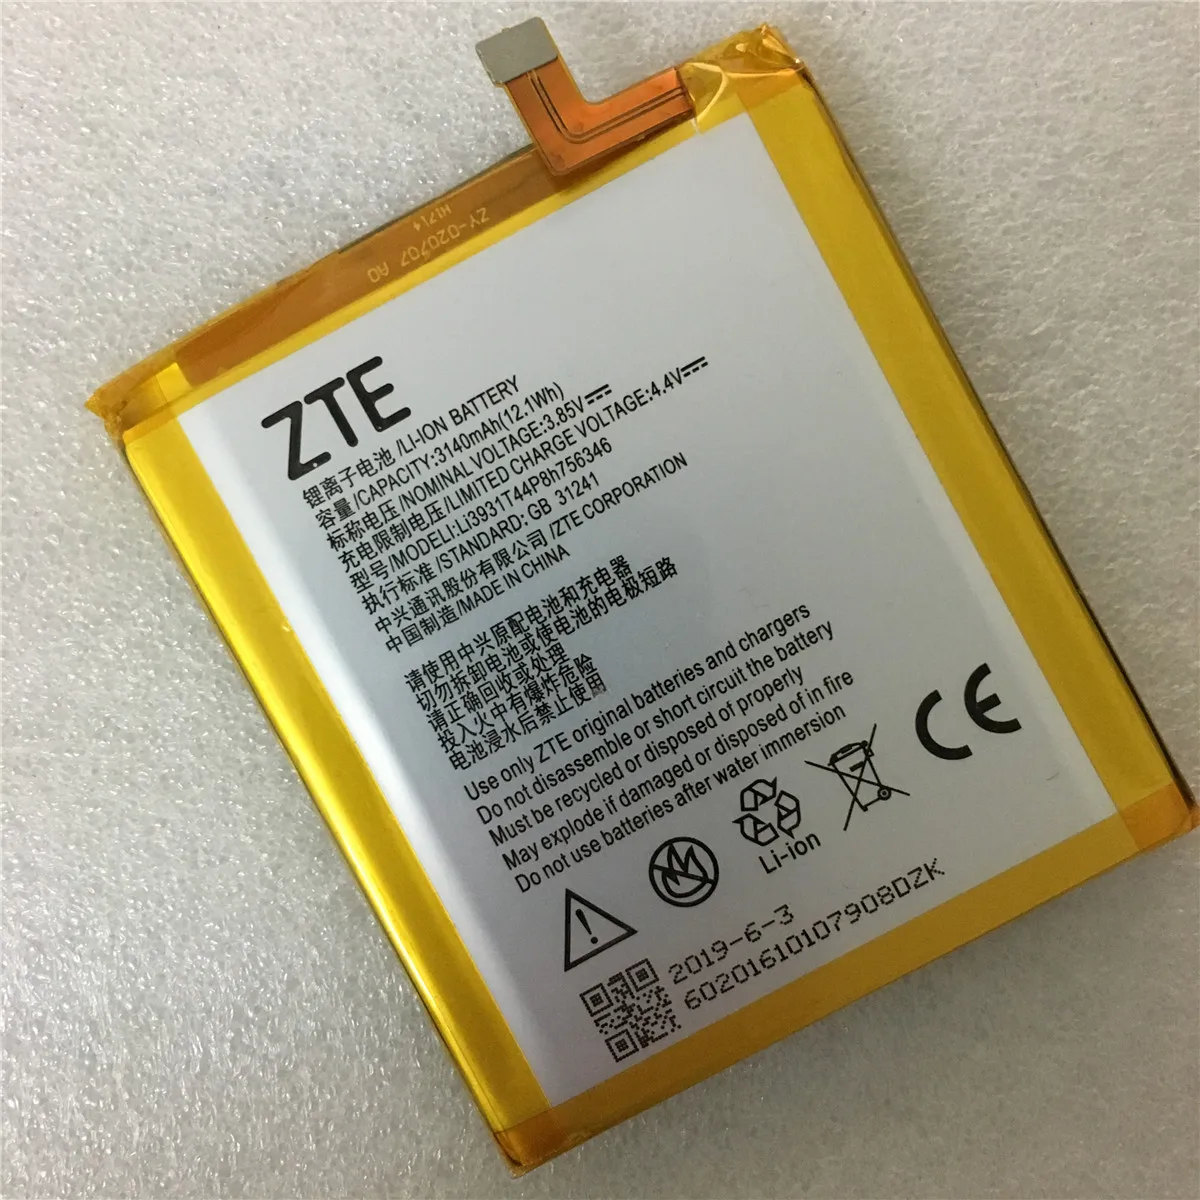 ZY-020707 A0
H1714
ZTE
锂离子电池 /LI-ION BATTERY
容量 /CAPACITY:3140mAh(12.1Wh)
标称电压 /NOMINAL VOLTAGE:3.85V
充电限制电压/LIMITED CHARGE VOLTAGE:4.4V
型号/MODELI:Li3931T44P8h756346
执行标准 /STANDARD: GB 31241
中兴通讯股份有限公司 /ZTE CORPORATION
中国制造/MADE IN CHINA
请使用中兴原配电池和充电器
切勿拆卸电池或使电池的电极短路
请正确回收或处理
投入火中有爆炸危险
电池浸水后禁止使用
Use only ZTE original batteries and chargers
Do not disassemble or short circuit the battery
Must be recycled or disposed of properly
May explode if damaged or disposed of in fire
Do not use batteries after water immersion
CE
Li-ion
2019-6-3
60201610107908DZK